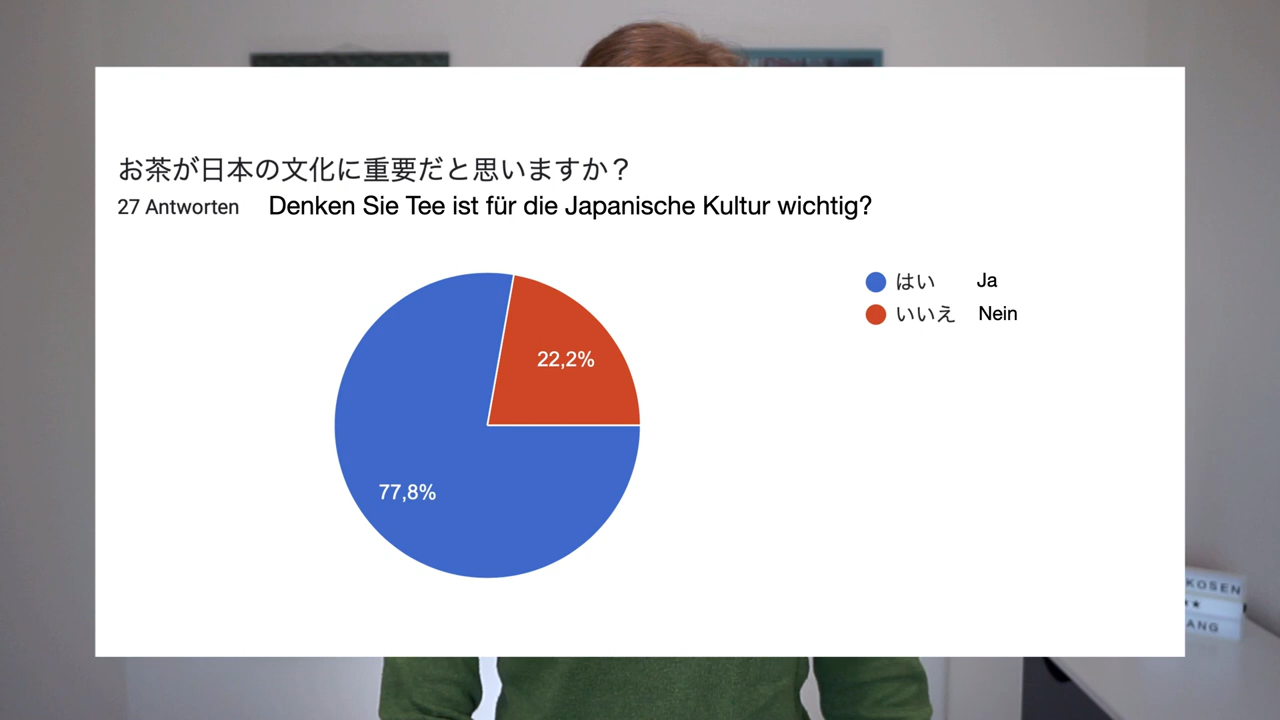 お茶が日本の文化に重要だと思いますか？
27 Antworten Denken Sie Tee ist für die Japanische Kultur wichtig?
はい Ja
いいえ Nein
22,2%
77,8%
KOSEN
ANG